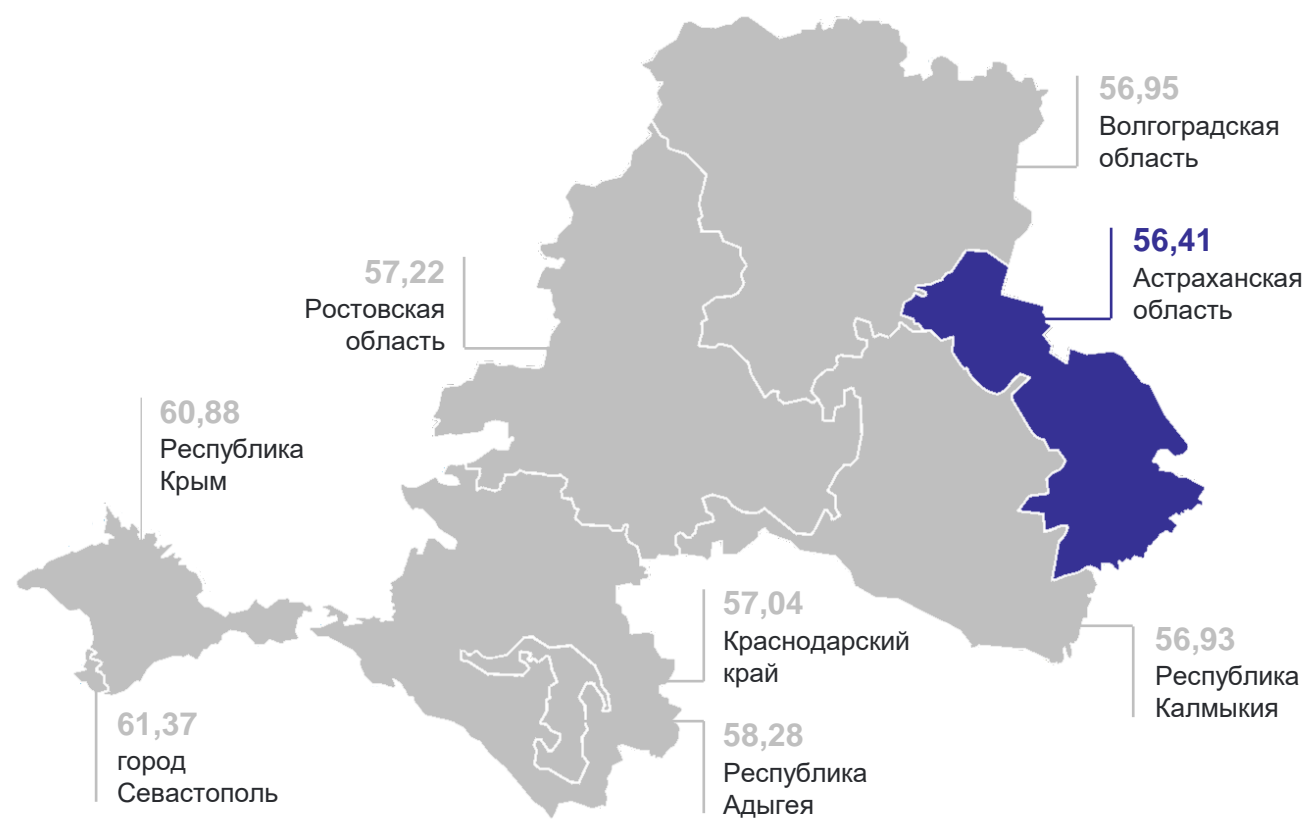 56,95
Волгоградская
область
56,41
Астраханская
область
57,22
Ростовская
область
60,88
Республика
Крым
57,04
Краснодарский
край
56,93
Республика
Калмыкия
61,37
город
Севастополь
58,28
Республика
Адыгея